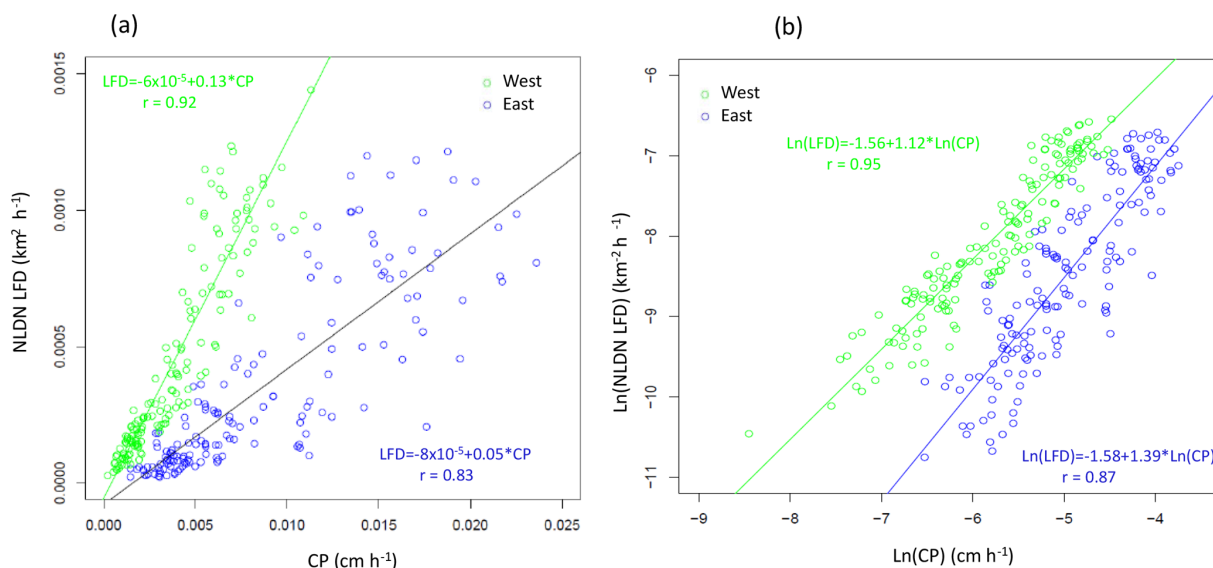 (a)
LFD=-6x10⁻⁵+0.13*CP
r = 0.92
West
East
LFD=-8x10⁻⁵+0.05*CP
r = 0.83
NLDN LFD (km² h⁻¹)
0.0015
0.0010
0.0005
0.0000
0.000 0.005 0.010 0.015 0.020 0.025
CP (cm h⁻¹)
(b)
West
East
Ln(LFD)=-1.56+1.12*Ln(CP)
r = 0.95
Ln(LFD)=-1.58+1.39*Ln(CP)
r = 0.87
Ln(NLDN LFD) (km⁻² h⁻¹)
−6
−7
−8
−9
−10
−11
−9 −8 −7 −6 −5 −4
Ln(CP) (cm h⁻¹)